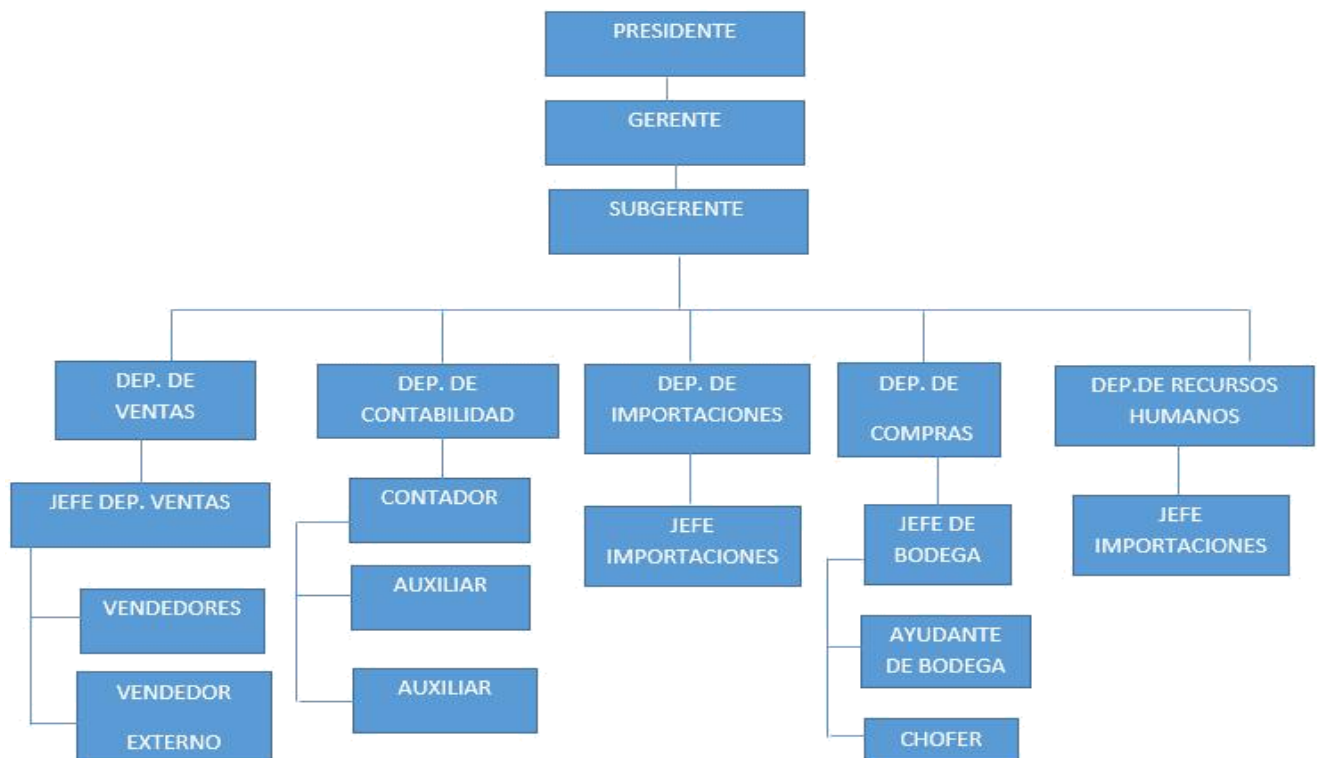 PRESIDENTE
GERENTE
SUBGERENTE
DEP. DE
VENTAS
DEP. DE
CONTABILIDAD
DEP. DE
IMPORTACIONES
DEP. DE
COMPRAS
DEP.DE RECURSOS
HUMANOS
JEFE DEP. VENTAS
VENDEDORES
VENDEDOR
EXTERNO
CONTADOR
AUXILIAR
AUXILIAR
JEFE
IMPORTACIONES
JEFE DE
BODEGA
AYUDANTE
DE BODEGA
CHOFER
JEFE
IMPORTACIONES